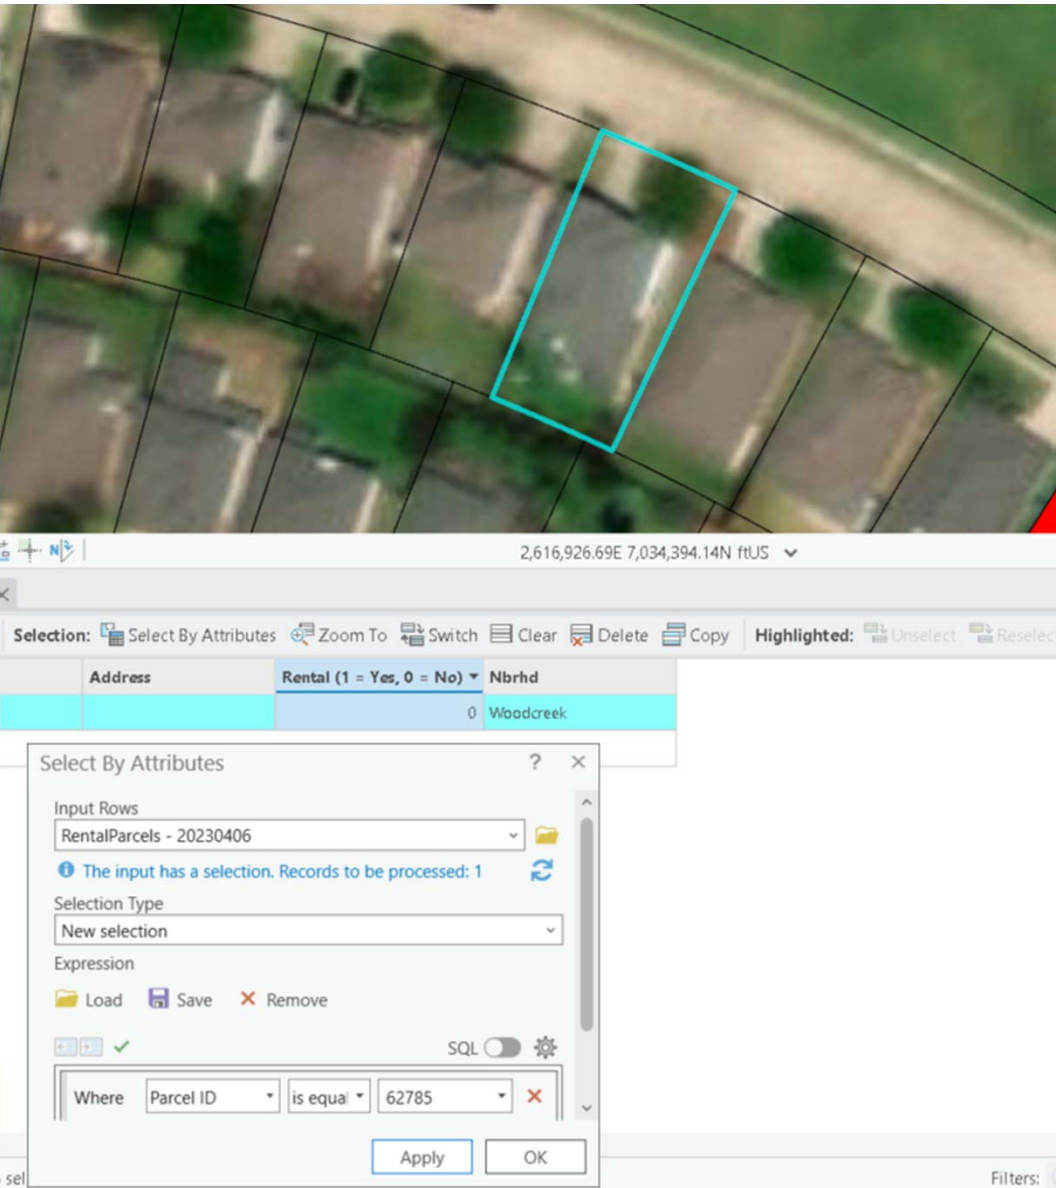 2,616,926.69E 7,034,394.14N ftUS
Selection: Select By Attributes Zoom To Switch Clear Delete Copy Highlighted: Unselect Reselec
Address Rental (1 = Yes, 0 = No) Nbrhd
0 Woodcreek
Select By Attributes ? ×
Input Rows
RentalParcels - 20230406
The input has a selection. Records to be processed: 1
Selection Type
New selection
Expression
Load Save Remove
SQL
Where Parcel ID is equal 62785
Apply OK
sel Filters: